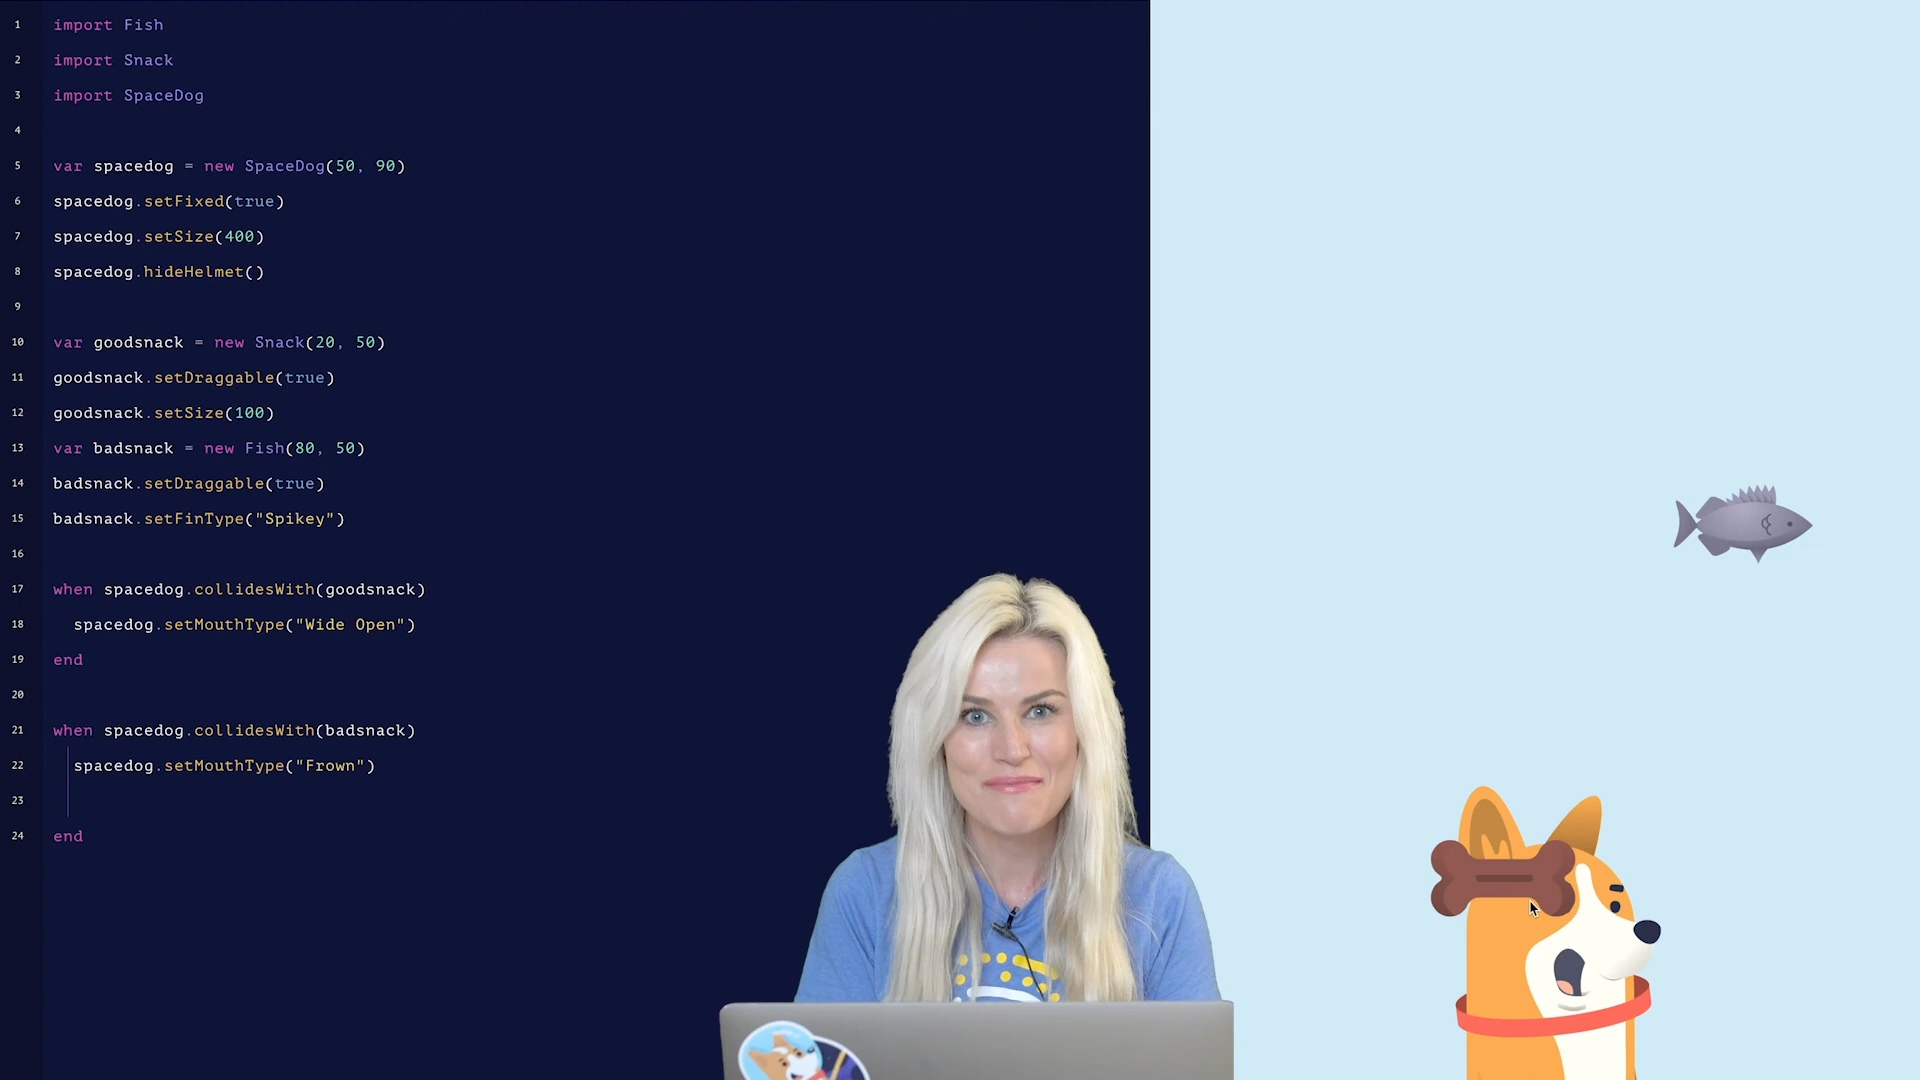 1 import Fish
2 import Snack
3 import SpaceDog
4
5 var spacedog = new SpaceDog(50, 90)
6 spacedog.setFixed(true)
7 spacedog.setSize(400)
8 spacedog.hideHelmet()
9
10 var goodsnack = new Snack(20, 50)
11 goodsnack.setDraggable(true)
12 goodsnack.setSize(100)
13 var badsnack = new Fish(80, 50)
14 badsnack.setDraggable(true)
15 badsnack.setFinType("Spikey")
16
17 when spacedog.collidesWith(goodsnack)
18 spacedog.setMouthType("Wide Open")
19 end
20
21 when spacedog.collidesWith(badsnack)
22 spacedog.setMouthType("Frown")
23
24 end